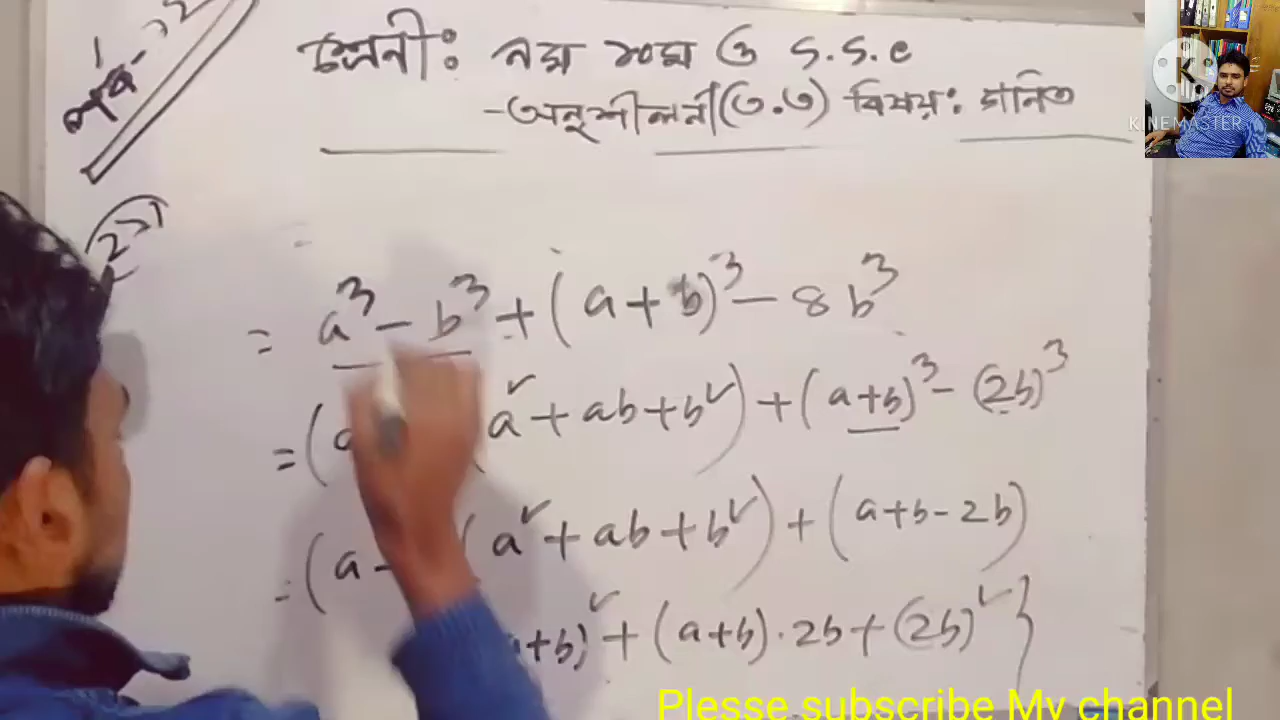 নবম দশম ও S.S.C
-অনুশীলনী(৩.৩) বিষয়: গনিত
= a³ - b³ + (a + b)³ - 8b³
=(a (a² + ab + b²) + (a+b)³ - (2b)³
=(a - (a² + ab + b²) + (a+b-2b)
+b)² + (a+b)·2b + (2b)²}
KINEMASTER
Plesse subscribe My channel